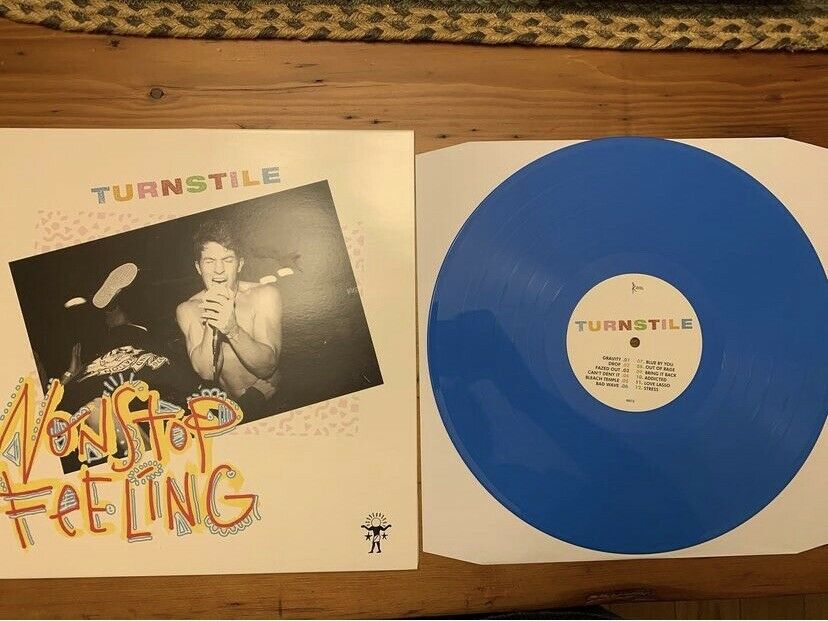 TURNSTILE
NONSTOP
FEELING
TURNSTILE
GRAVITY .01
DROP .02
FAZED OUT .03
CAN'T DENY IT .04
BLEACH TEMPLE .05
BAD WAVE .06
07. BLUE BY YOU
08. OUT OF RAGE
09. BRING IT BACK
10. ADDICTED
11. LOVE LASSO
12. STRESS